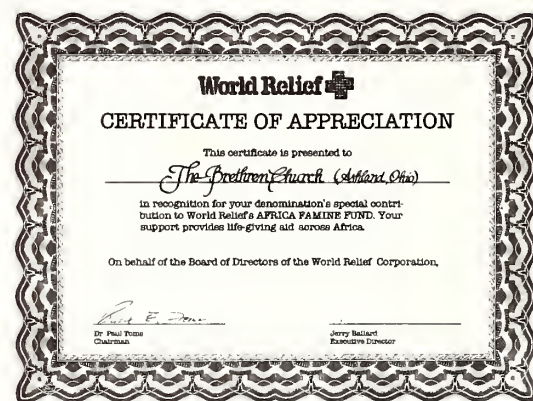 World Relief
CERTIFICATE OF APPRECIATION
This certificate is presented to
The Brethren Church (Ashland, Ohio)
in recognition for your denomination's special contri-
bution to World Relief's AFRICA FAMINE FUND. Your
support provides life-giving aid across Africa.
On behalf of the Board of Directors of the World Relief Corporation,
Paul E. Toms
Dr Paul Toms
Chairman
Jerry Ballard
Executive Director